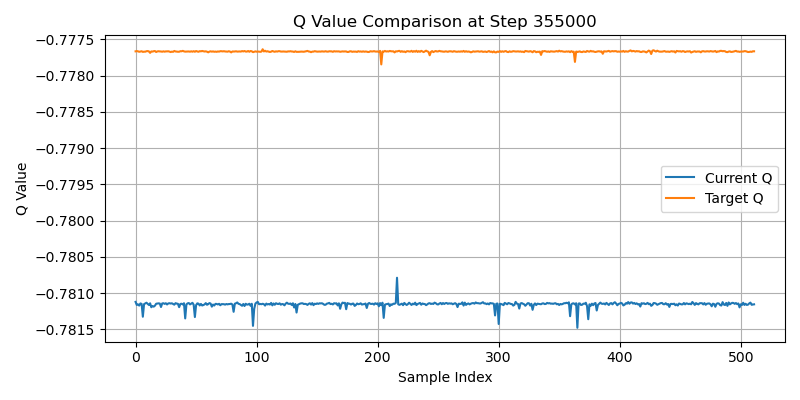 Q Value Comparison at Step 355000
−0.7775
−0.7780
−0.7785
−0.7790
−0.7795
−0.7800
−0.7805
−0.7810
−0.7815
Q Value
Current Q
Target Q
0 100 200 300 400 500
Sample Index